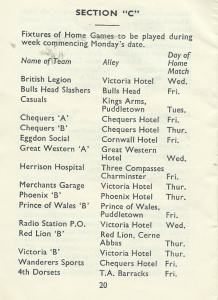 SECTION "C"
Fixtures of Home Games to be played during
week commencing Monday's date.
Day of
Name of Team Alley Home
Match
British Legion Victoria Hotel Wed.
Bulls Head Slashers Bulls Head Fri.
Casuals Kings Arms,
Puddletown Tues.
Chequers 'A' Chequers Hotel Fri.
Chequers 'B' Chequers Hotel Thur.
Eggdon Social Cornwall Hotel Fri.
Great Western 'A' Great Western
Hotel Wed.
Herrison Hospital Three Compasses
Charminster Fri.
Merchants Garage Victoria Hotel Thur.
Phoenix 'B' Phoenix Hotel Thur.
Prince of Wales 'B' Prince of Wales,
Puddletown Fri.
Radio Station P.O. Victoria Hotel Wed.
Red Lion 'B' Red Lion, Cerne
Abbas Thur.
Victoria 'B' Victoria Hotel Thur.
Wanderers Sports Chequers Hotel Fri.
4th Dorsets T.A. Barracks Fri.
20